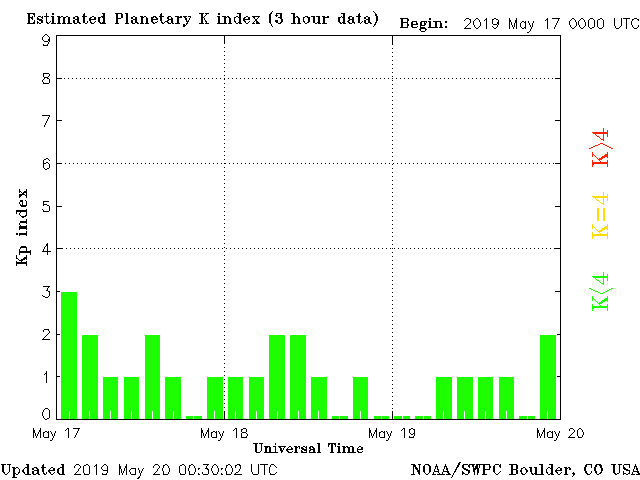 Estimated Planetary K index (3 hour data) Begin: 2019 May 17 0000 UTC
9
8
7
6
5
4
3
2
1
0
Kp index
May 17 May 18 May 19 May 20
Universal Time
K>4
K=4
K<4
Updated 2019 May 20 00:30:02 UTC NOAA/SWPC Boulder, CO USA